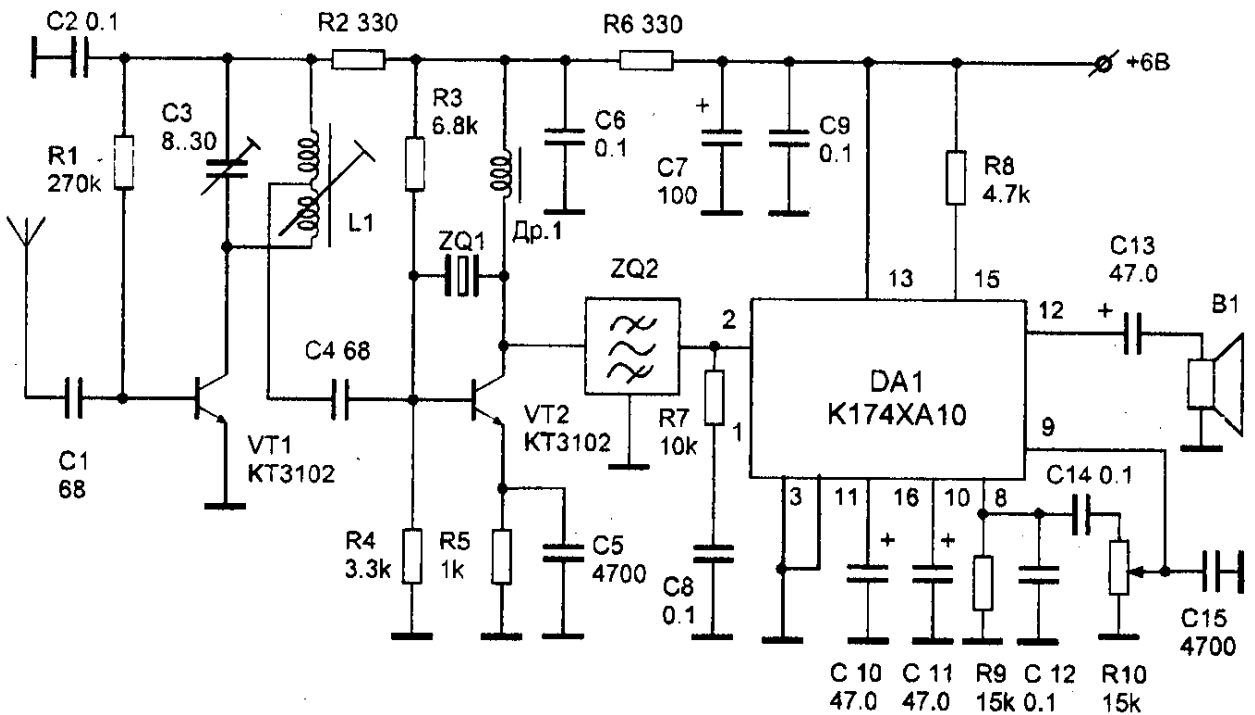 C2 0.1
R2 330
R6 330
+6В
C3
8..30
R3
6.8k
R1
270k
L1
C6
0.1
+
C7
100
C9
0.1
R8
4.7k
Др.1
ZQ1
ZQ2
13
15
C13
47.0
12
+
B1
2
C4 68
DA1
К174ХА10
VT2
КТ3102
R7
10k
1
9
VT1
КТ3102
C1
68
3
11
16
10
8
C14 0.1
R4
3.3k
R5
1k
C5
4700
C8
0.1
+
+
C15
4700
C 10
47.0
C 11
47.0
R9
15k
C 12
0.1
R10
15k